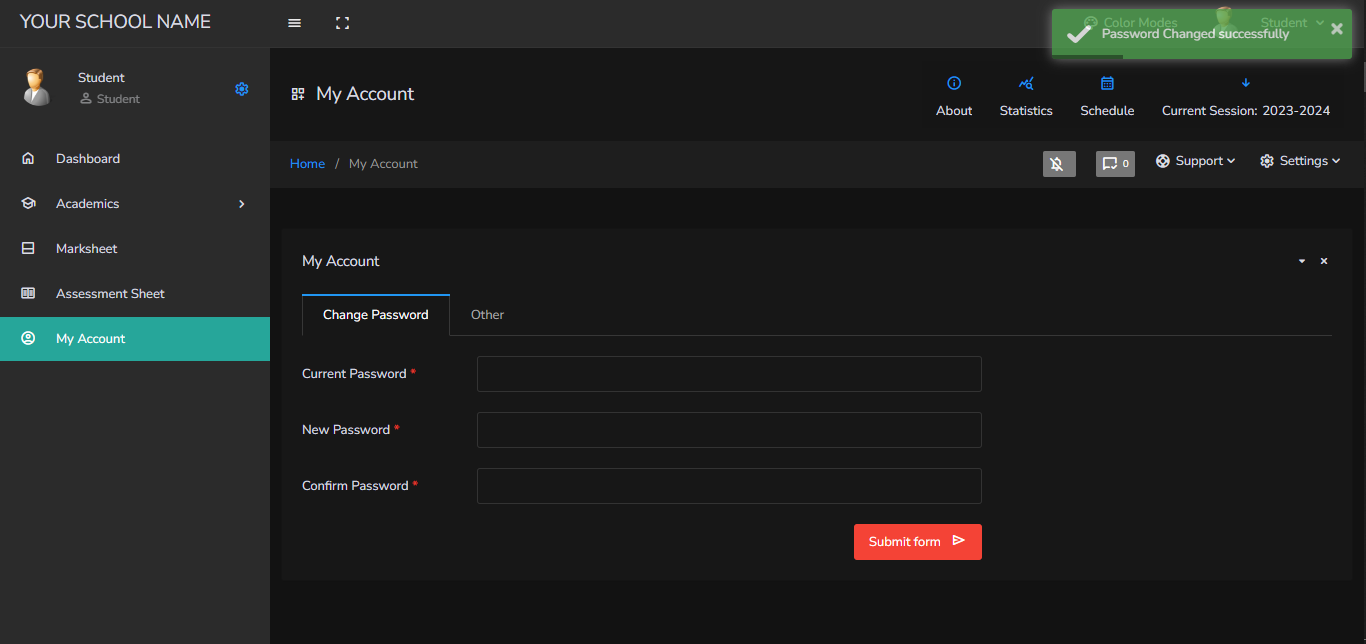 YOUR SCHOOL NAME
Color Modes
Student
Password Changed successfully
Student
Student
My Account
About
Statistics
Schedule
Current Session: 2023-2024
Home / My Account
0
Support
Settings
Dashboard
Academics
Marksheet
Assessment Sheet
My Account
My Account
Change Password
Other
Current Password *
New Password *
Confirm Password *
Submit form